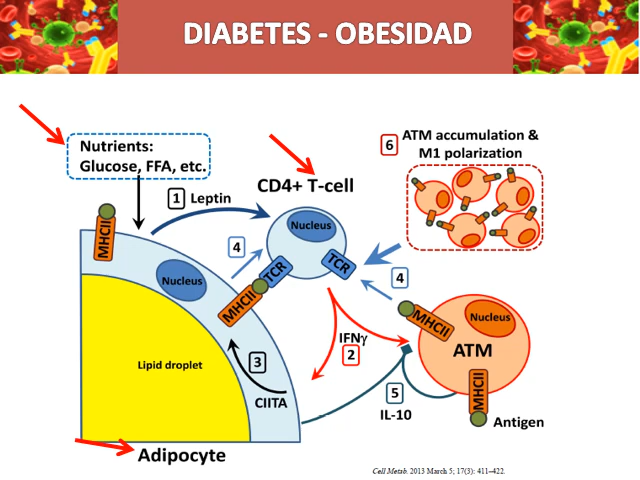 DIABETES - OBESIDAD
Nutrients:
Glucose, FFA, etc.
1 Leptin
CD4+ T-cell
6 ATM accumulation &
M1 polarization
MHCII
Nucleus
Nucleus
4
TCR
TCR
MHCII
4
MHCII
Nucleus
ATM
IFNγ
2
Lipid droplet
3
CIITA
5
IL-10
MHCII
Antigen
Adipocyte
Cell Metab. 2013 March 5; 17(3): 411–422.